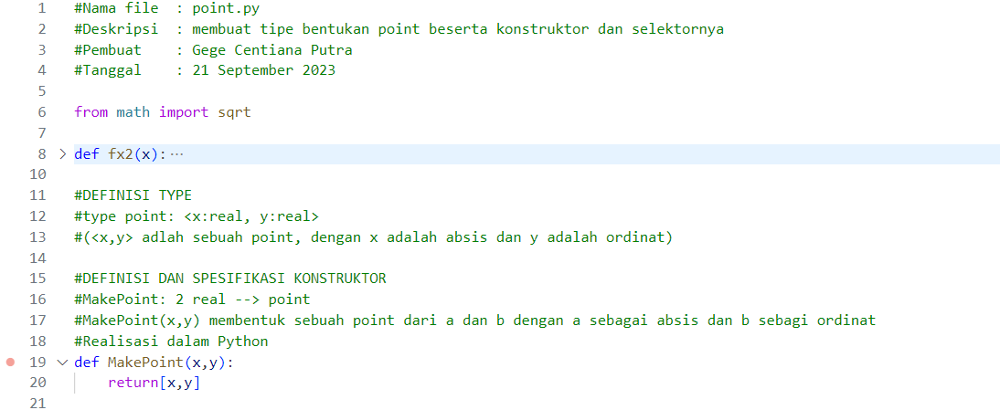 1 #Nama file  : point.py
2 #Deskripsi  : membuat tipe bentukan point beserta konstruktor dan selektornya
3 #Pembuat    : Gege Centiana Putra
4 #Tanggal    : 21 September 2023
5
6 from math import sqrt
7
8 def fx2(x):···
10
11 #DEFINISI TYPE
12 #type point: <x:real, y:real>
13 #(<x,y> adlah sebuah point, dengan x adalah absis dan y adalah ordinat)
14
15 #DEFINISI DAN SPESIFIKASI KONSTRUKTOR
16 #MakePoint: 2 real --> point
17 #MakePoint(x,y) membentuk sebuah point dari a dan b dengan a sebagai absis dan b sebagi ordinat
18 #Realisasi dalam Python
19 def MakePoint(x,y):
20     return[x,y]
21